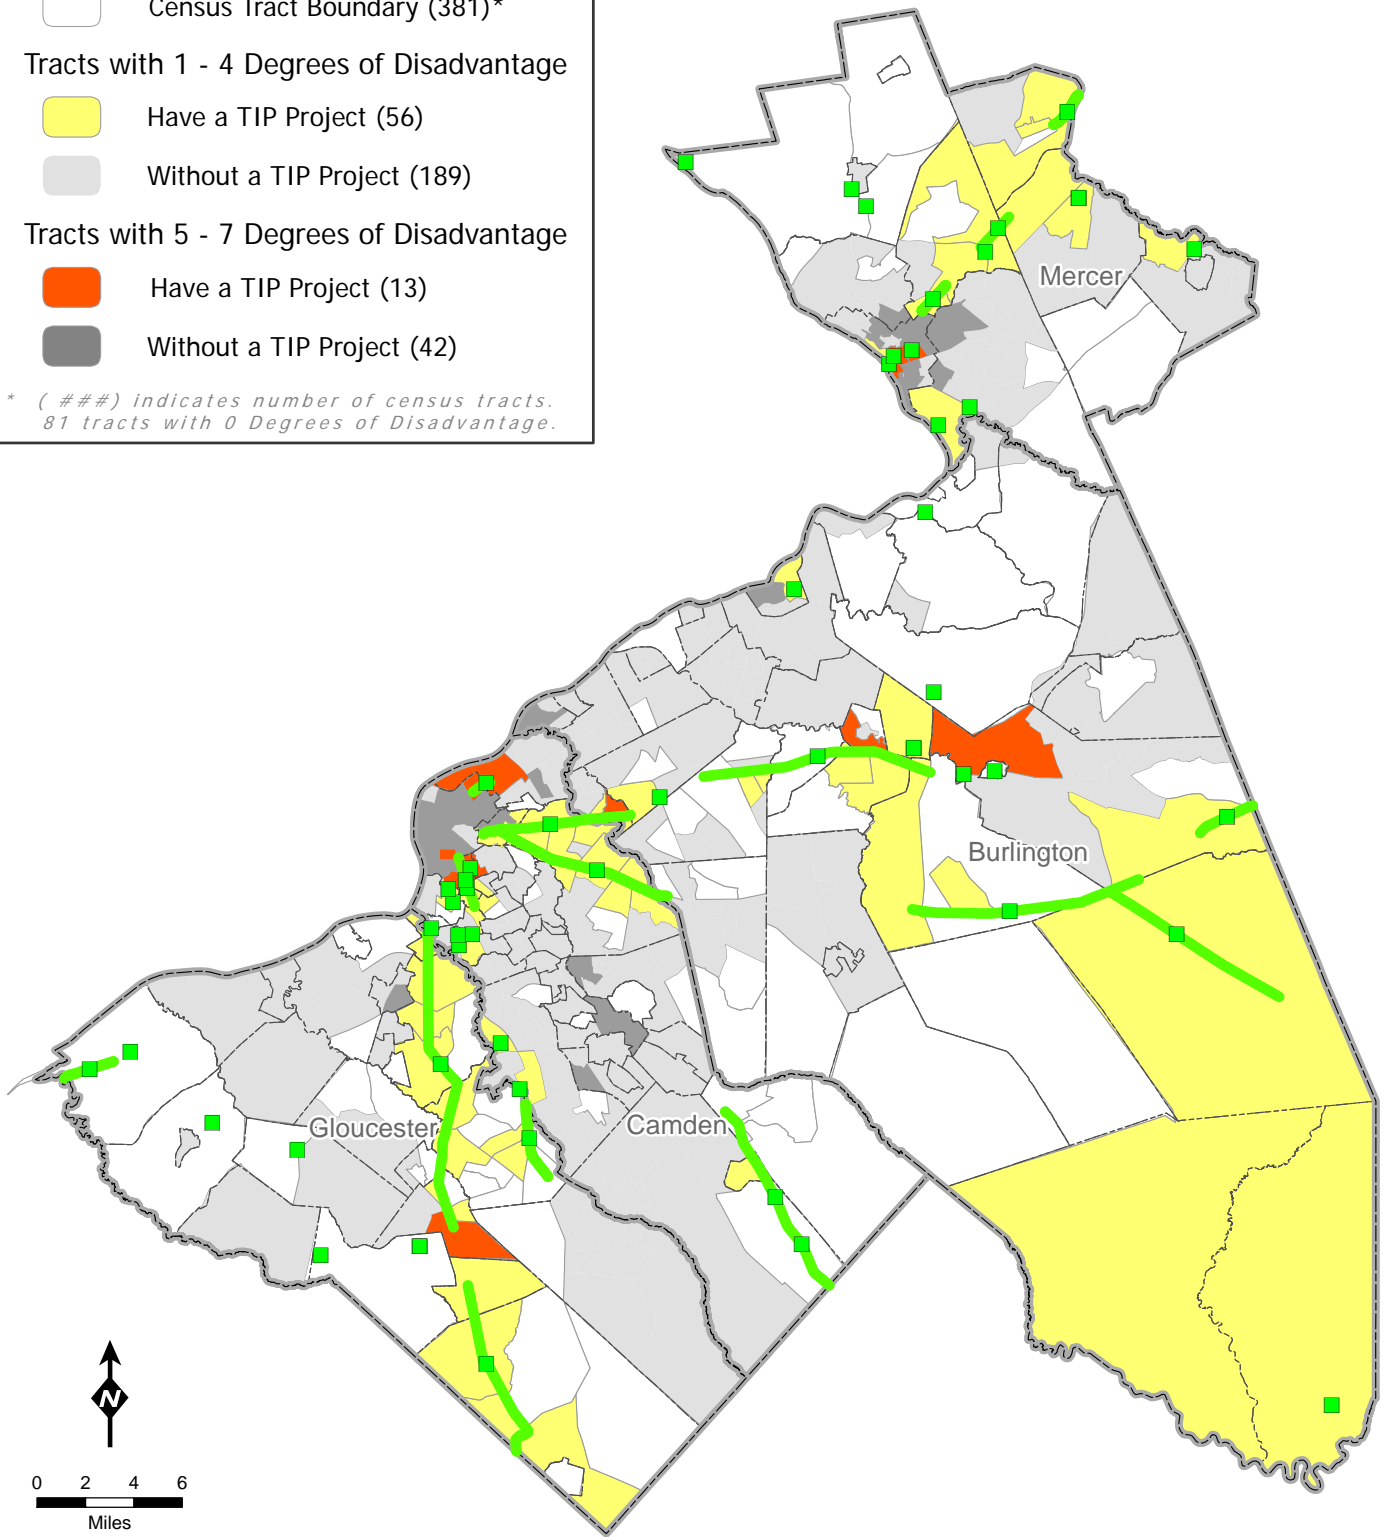 Census Tract Boundary (381)*
Tracts with 1 - 4 Degrees of Disadvantage
Have a TIP Project (56)
Without a TIP Project (189)
Tracts with 5 - 7 Degrees of Disadvantage
Have a TIP Project (13)
Without a TIP Project (42)
* ( ###) indicates number of census tracts.
81 tracts with 0 Degrees of Disadvantage.
Mercer
Burlington
Gloucester
Camden
N
0 2 4 6
Miles